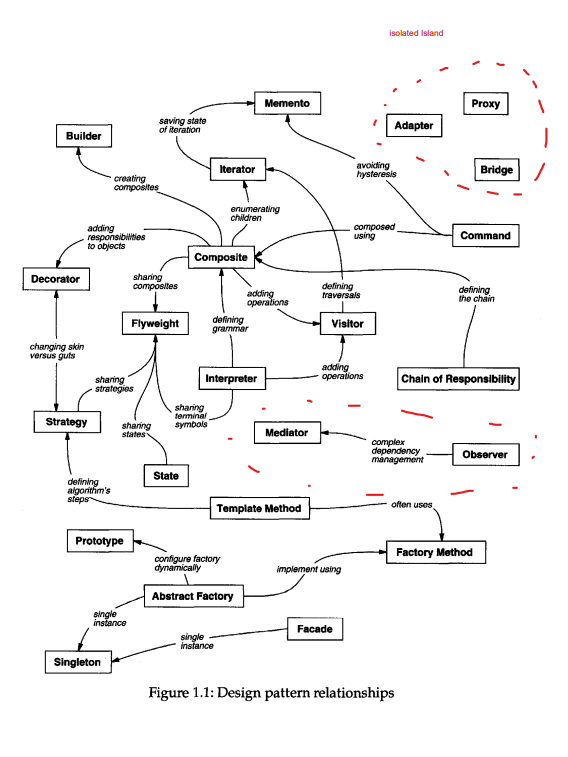 isolated Island
Memento
Proxy
Adapter
saving state
of iteration
Builder
avoiding
hysteresis
Iterator
Bridge
creating
composites
enumerating
children
adding
responsibilities
to objects
composed
using
Command
Composite
Decorator
sharing
composites
adding
operations
defining
traversals
defining
the chain
Flyweight
defining
grammar
Visitor
changing skin
versus guts
adding
operations
Interpreter
Chain of Responsibility
sharing
strategies
sharing
terminal
symbols
Strategy
sharing
states
Mediator
complex
dependency
management
Observer
State
defining
algorithm's
steps
Template Method
often uses
Prototype
configure factory
dynamically
implement using
Factory Method
Abstract Factory
single
instance
Facade
single
instance
Singleton
Figure 1.1: Design pattern relationships